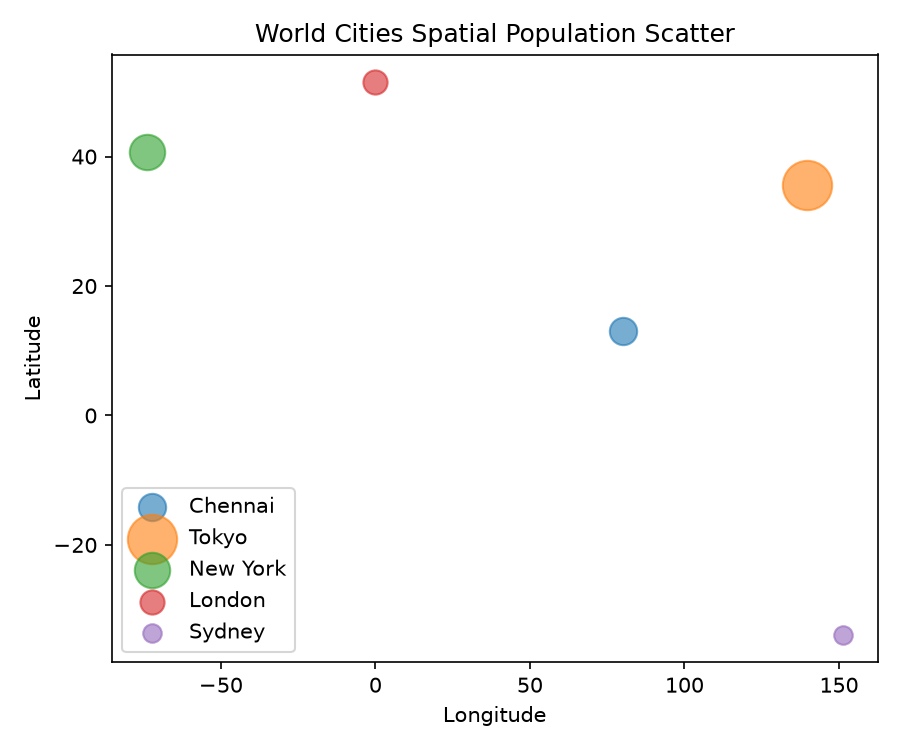 World Cities Spatial Population Scatter
Latitude
40
20
0
−20
Chennai
Tokyo
New York
London
Sydney
−50
0
50
100
150
Longitude